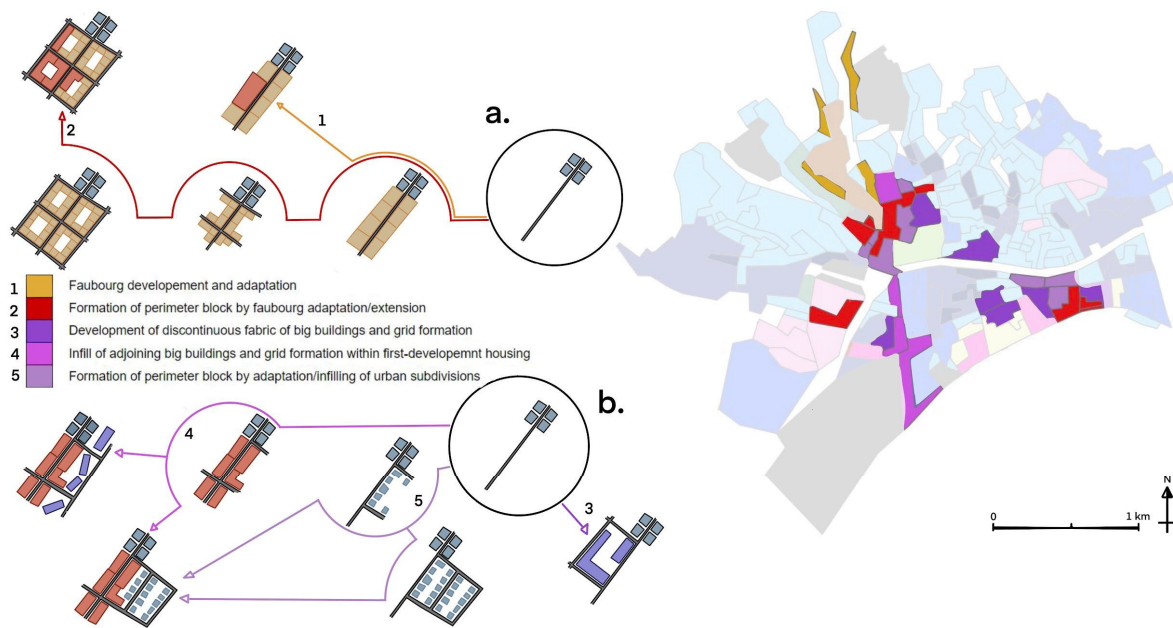 2
1
a.
1 Faubourg developement and adaptation
2 Formation of perimeter block by faubourg adaptation/extension
3 Development of discontinuous fabric of big buildings and grid formation
4 Infill of adjoining big buildings and grid formation within first-developemnt housing
5 Formation of perimeter block by adaptation/infilling of urban subdivisions
b.
4
5
3
N
0 1 km